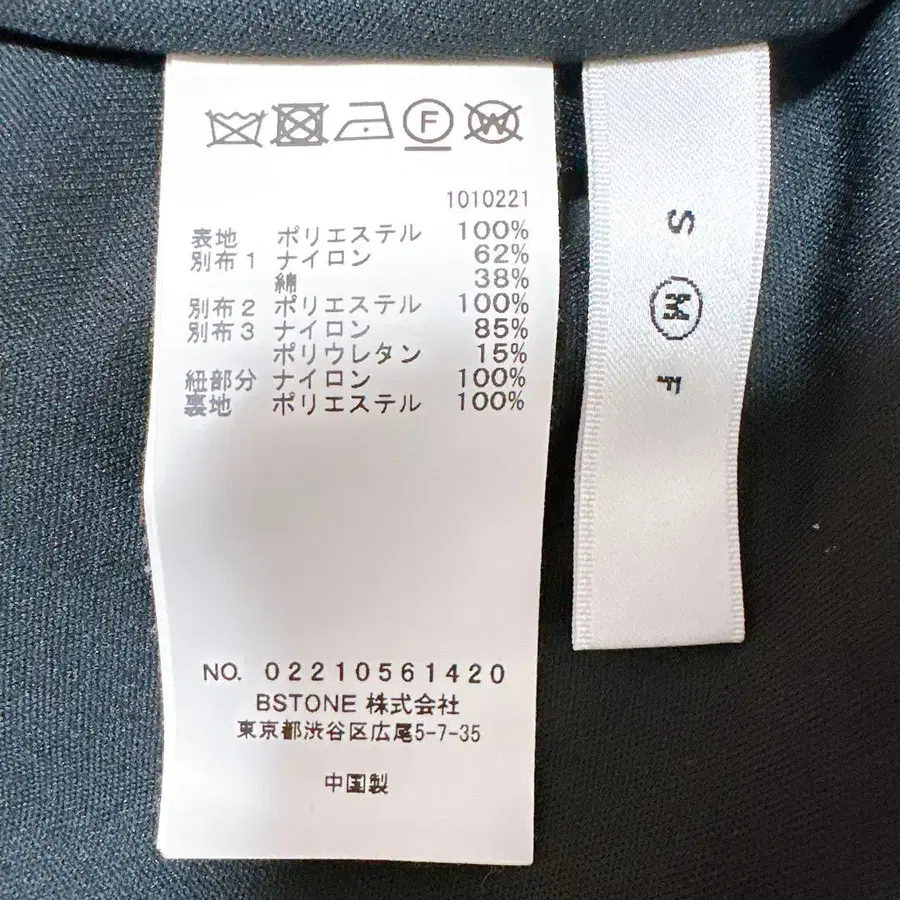 F W
1010221
表地 ポリエステル 100%
別布1 ナイロン 62%
綿 38%
別布2 ポリエステル 100%
別布3 ナイロン 85%
ポリウレタン 15%
紐部分 ナイロン 100%
裏地 ポリエステル 100%
NO. 02210561420
BSTONE 株式会社
東京都渋谷区広尾5-7-35
中国製
S M F